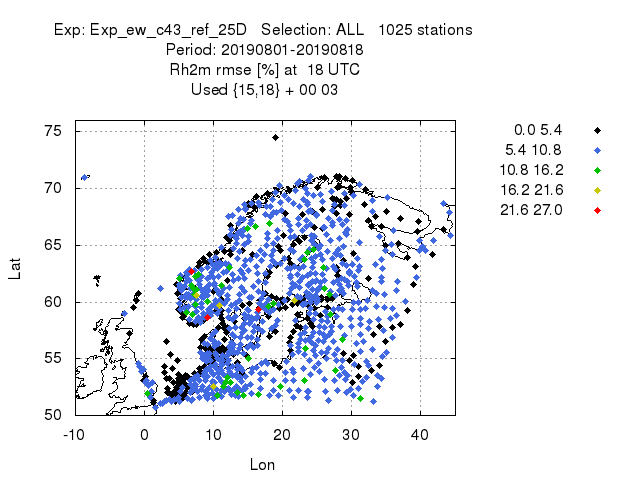 Exp: Exp_ew_c43_ref_25D   Selection: ALL   1025 stations
Period: 20190801-20190818
Rh2m rmse [%] at  18 UTC
Used {15,18} + 00 03
0.0 5.4
5.4 10.8
10.8 16.2
16.2 21.6
21.6 27.0
75
70
65
60
55
50
Lat
-10 0 10 20 30 40
Lon